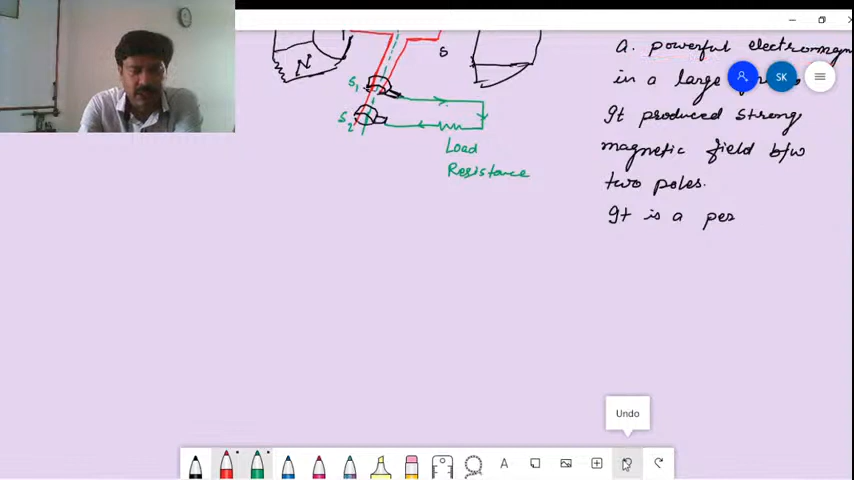 N
S
S1
S2
Load
Resistance
a. powerful electromagn
in a large
It produced strong
magnetic field b/w
two poles.
It is a per
SK
Undo
A